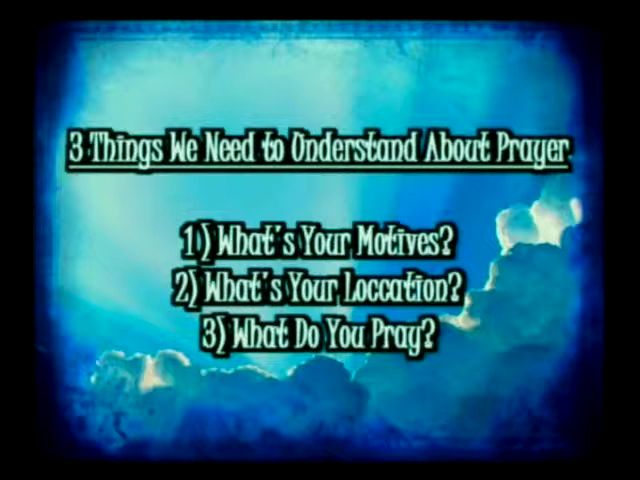 3 Things We Need to Understand About Prayer
1) What's Your Motives?
2) What's Your Loccation?
3) What Do You Pray?